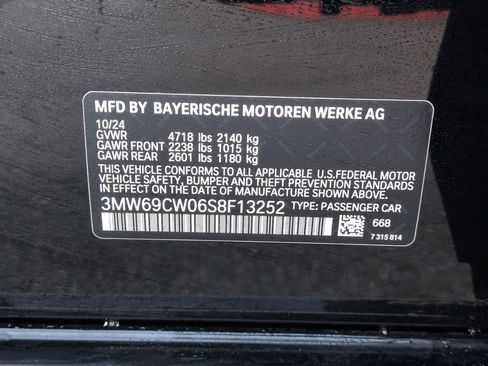 MFD BY BAYERISCHE MOTOREN WERKE AG
10/24
GVWR 4718 lbs 2140 kg
GAWR FRONT 2238 lbs 1015 kg
GAWR REAR 2601 lbs 1180 kg
THIS VEHICLE CONFORMS TO ALL APPLICABLE U.S.FEDERAL MOTOR
VEHICLE SAFETY, BUMPER, AND THEFT PREVENTION STANDARDS
IN EFFECT ON THE DATE OF MANUFACTURE SHOWN ABOVE.
3MW69CW06S8F13252 TYPE: PASSENGER CAR
668
7 315 814